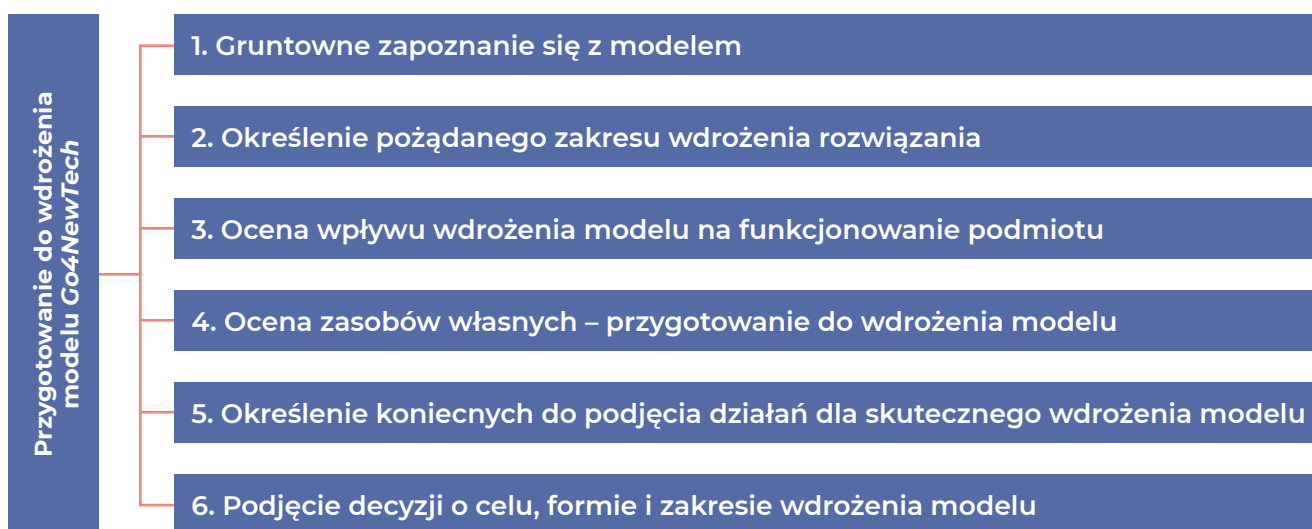 Przygotowanie do wdrożenia
modelu Go4NewTech
1. Gruntowne zapoznanie się z modelem
2. Określenie pożądanego zakresu wdrożenia rozwiązania
3. Ocena wpływu wdrożenia modelu na funkcjonowanie podmiotu
4. Ocena zasobów własnych – przygotowanie do wdrożenia modelu
5. Określenie koniecnych do podjęcia działań dla skutecznego wdrożenia modelu
6. Podjęcie decyzji o celu, formie i zakresie wdrożenia modelu